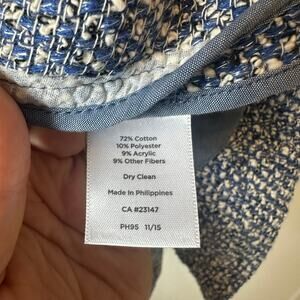 72% Cotton
10% Polyester
9% Acrylic
9% Other Fibers
Dry Clean
Made in Philippines
CA #23147
PH95 11/15